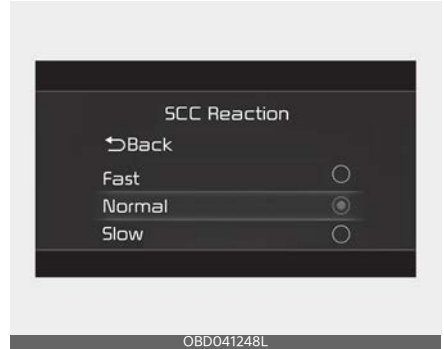 SCC Reaction
Back
Fast
Normal
Slow
OBD041248L